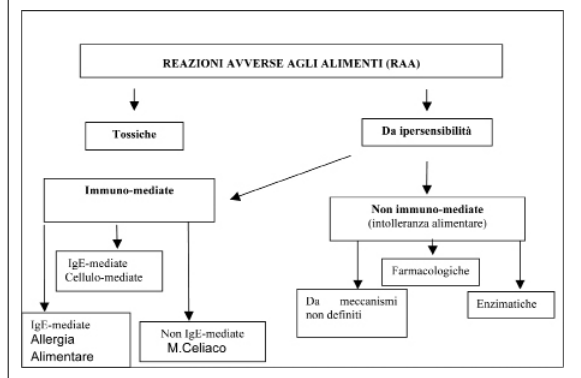 REAZIONI AVVERSE AGLI ALIMENTI (RAA)
Tossiche
Da ipersensibilità
Immuno-mediate
Non immuno-mediate
(intolleranza alimentare)
IgE-mediate
Cellulo-mediate
Farmacologiche
Da meccanismi
non definiti
Enzimatiche
IgE-mediate
Allergia
Alimentare
Non IgE-mediate
M.Celiaco